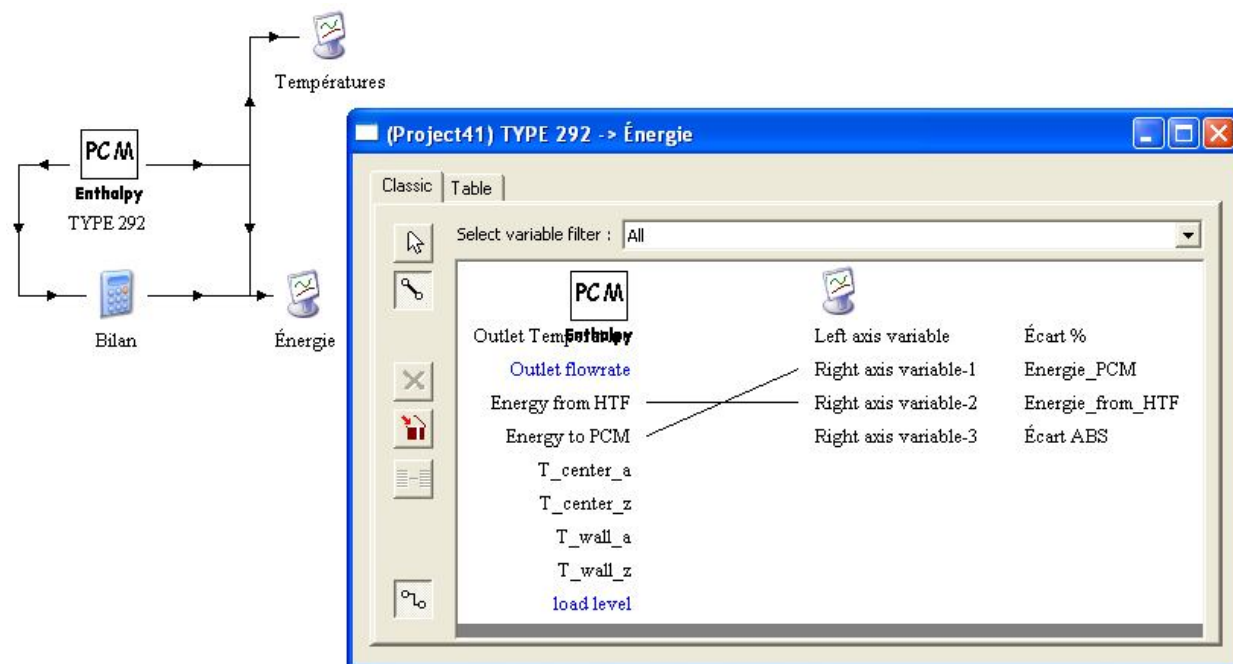 Températures
PCM
Enthalpy
TYPE 292
Bilan
Énergie
(Project41) TYPE 292 -> Énergie
Classic Table
Select variable filter : All
PCM
Enthalpy
Outlet Left axis variable Écart %
Outlet flowrate Right axis variable-1 Energie_PCM
Energy from HTF Right axis variable-2 Energie_from_HTF
Energy to PCM Right axis variable-3 Écart ABS
T_center_a
T_center_z
T_wall_a
T_wall_z
load level